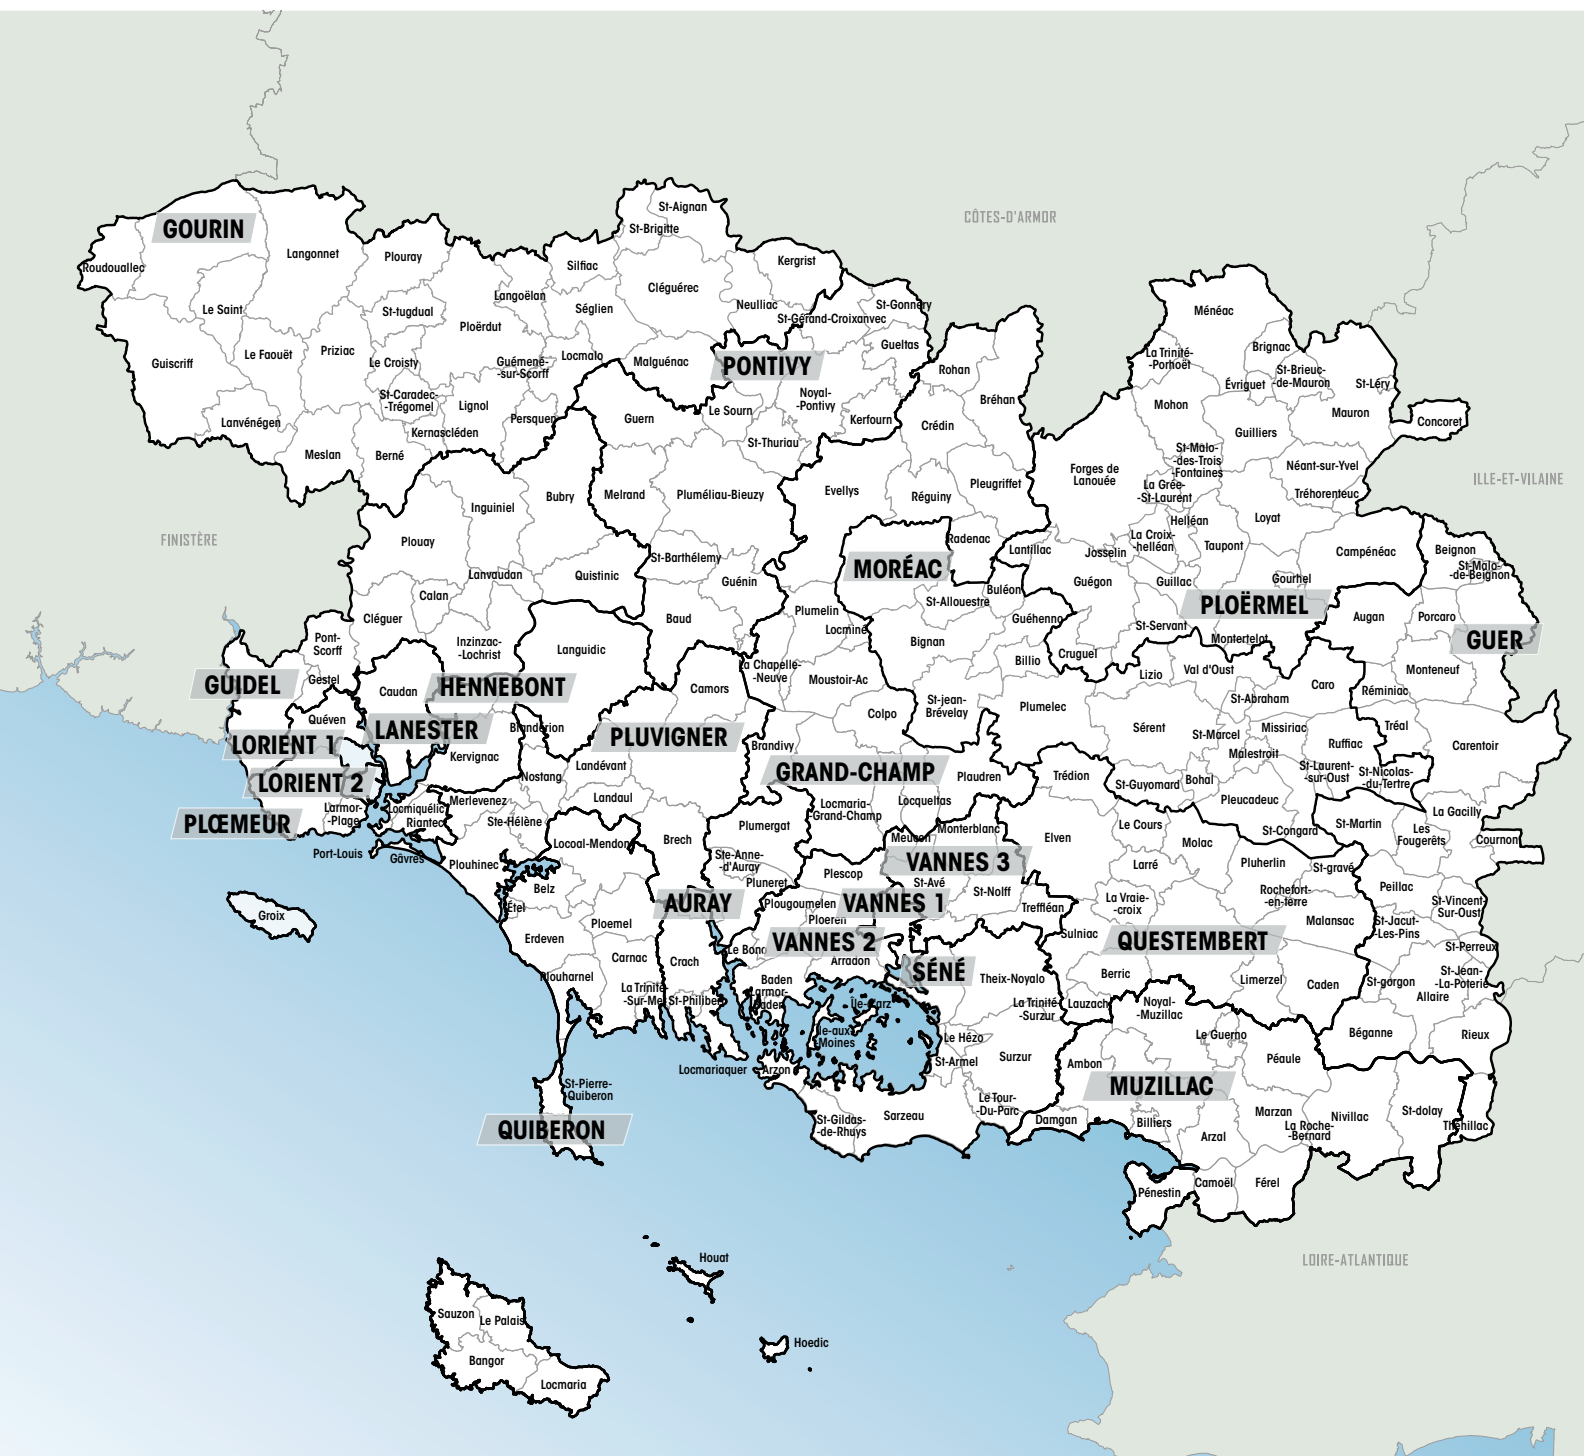 CÔTES-D'ARMOR
ILLE-ET-VILAINE
FINISTÈRE
LOIRE-ATLANTIQUE
GOURIN
Roudouallec
Langonnet
Le Saint
Guiscriff
Le Faouët
Priziac
Lanvénégen
Meslan
Berné
Plouray
St-tugdual
Le Croisty
St-Caradec-
-Trégomel
Kernascléden
Ploërdut
Lignol
Langoëlan
Guémené-
-sur-Scorff
Persquen
Locmalo
Silfiac
Séglien
St-Aignan
St-Brigitte
Cléguérec
Malguénac
Kergrist
Neulliac
St-Gérand-Croixanvec
St-Gonnery
Gueltas
PONTIVY
Noyal-
-Pontivy
Kerfourn
Le Sourn
St-Thuriau
Guern
Melrand
Pluméliau-Bieuzy
Bubry
St-Barthélemy
Guénin
Baud
Rohan
Bréhan
Crédin
Evellys
Réguiny
Pleugriffet
Radenac
Lantillac
MORÉAC
Buléon
St-Allouestre
Guéhenno
Plumelin
Locminé
Bignan
Billio
Cruguel
La Chapelle-
-Neuve
Moustoir-Ac
Colpo
St-jean-
Brévelay
Plumelec
Ménéac
La Trinité-
-Porhoët
Brignac
Évriguet
St-Brieuc-
-de-Mauron
St-Léry
Mohon
Guilliers
Mauron
Concoret
St-Malo-
-des-Trois
-Fontaines
Néant-sur-Yvel
Tréhorenteuc
Forges de
Lanouée
La Grée-
-St-Laurent
Helléan
Loyat
La Croix-
-helléan
Taupont
Josselin
Guégon
Guillac
Gourhel
Campénéac
PLOËRMEL
St-Servant
Montertelot
Beignon
St-Malo-
-de-Beignon
Augan
Porcaro
GUER
Monteneuf
Réminiac
Tréal
Carentoir
Lizio
Val d'Oust
St-Abraham
Caro
Sérent
St-Marcel
Missiriac
Malestroit
Ruffiac
St-Laurent-
-sur-Oust
St-Nicolas-
-du-Tertre
St-Guyomard
Bohal
Pleucadeuc
St-Congard
St-Martin
Les
Fougerêts
La Gacilly
Cournon
Plouay
Inguiniel
Lanvaudan
Quistinic
Calan
Cléguer
Inzinzac-
-Lochrist
Languidic
Pont-
Scorff
Gestel
GUIDEL
Quéven
Caudan
HENNEBONT
LANESTER
LORIENT 1
LORIENT 2
PLŒMEUR
Larmor-
-Plage
Locmiquélic
Riantec
Port-Louis
Gâvres
Brandérion
Kervignac
Nostang
Merlevenez
Ste-Hélène
Plouhinec
Groix
Camors
PLUVIGNER
Landévant
Landaul
Brandivy
GRAND-CHAMP
Plaudren
Locmaria-
-Grand-Champ
Locqueltas
Trédion
Locoal-Mendon
Brech
Plumergat
Ste-Anne-
-d'Auray
Pluneret
Meucon
Monterblanc
Elven
VANNES 3
Plescop
St-Avé
St-Nolff
Treffléan
AURAY
Plougoumelen
VANNES 1
Ploeren
VANNES 2
Arradon
SÉNÉ
Belz
Étel
Ploemel
Erdeven
Carnac
Crach
Le Bono
Baden
Larmor-
-Baden
Plouharnel
La Trinité-
-Sur-Mer
St-Philibert
Île-d'Arz
Île-aux-
-Moines
Locmariaquer
Arzon
St-Pierre-
-Quiberon
QUIBERON
Theix-Noyalo
La Trinité-
-Surzur
Le Hézo
St-Armel
Surzur
Le Tour-
-Du-Parc
Sarzeau
St-Gildas-
-de-Rhuys
Le Cours
Molac
Larré
Pluherlin
St-gravé
Rochefort-
-en-terre
La Vraie-
-croix
Malansac
Sulniac
QUESTEMBERT
Berric
Limerzel
Caden
Lauzach
Peillac
St-Vincent-
Sur-Oust
St-Jacut-
-Les-Pins
St-Perreux
St-Jean-
-La-Poterie
St-gorgon
Allaire
Béganne
Rieux
Noyal-
-Muzillac
Le Guerno
Péaule
Ambon
MUZILLAC
Damgan
Billiers
Arzal
Marzan
La Roche-
-Bernard
Nivillac
St-dolay
Théhillac
Pénestin
Camoël
Férel
Houat
Hoedic
Sauzon
Le Palais
Bangor
Locmaria